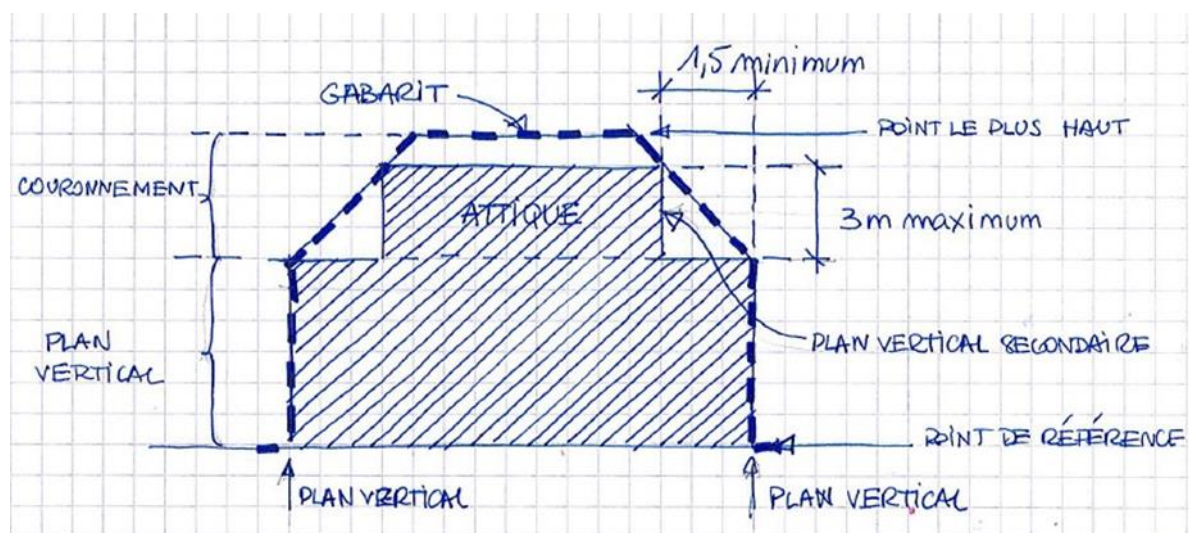 1,5 minimum
GABARIT
POINT LE PLUS HAUT
COURONNEMENT
ATTIQUE
3m maximum
PLAN
VERTICAL
PLAN VERTICAL SECONDAIRE
POINT DE RÉFÉRENCE
PLAN VERTICAL
PLAN VERTICAL